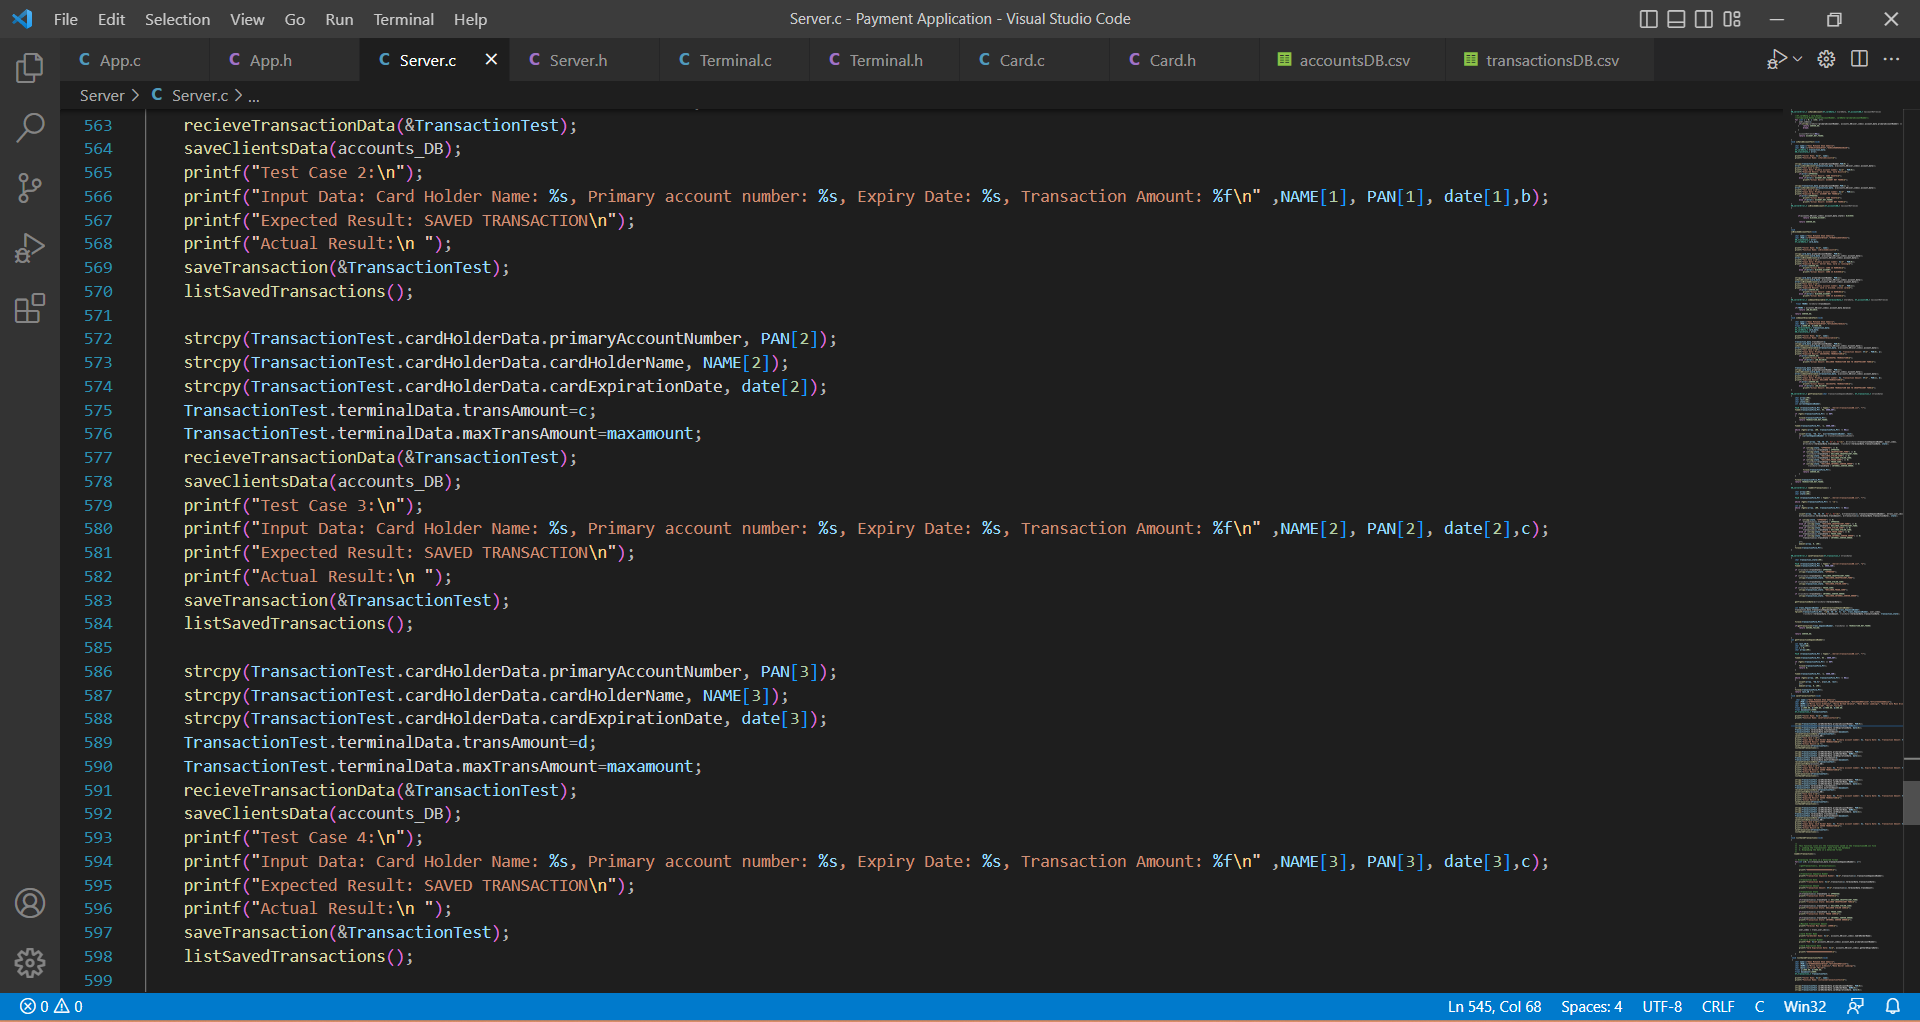 File Edit Selection View Go Run Terminal Help
Server.c - Payment Application - Visual Studio Code
App.c App.h Server.c Server.h Terminal.c Terminal.h Card.c Card.h accountsDB.csv transactionsDB.csv
Server > C Server.c > ...
563 recieveTransactionData(&TransactionTest);
564 saveClientsData(accounts_DB);
565 printf("Test Case 2:\n");
566 printf("Input Data: Card Holder Name: %s, Primary account number: %s, Expiry Date: %s, Transaction Amount: %f\n" ,NAME[1], PAN[1], date[1],b);
567 printf("Expected Result: SAVED TRANSACTION\n");
568 printf("Actual Result:\n ");
569 saveTransaction(&TransactionTest);
570 listSavedTransactions();
571
572 strcpy(TransactionTest.cardHolderData.primaryAccountNumber, PAN[2]);
573 strcpy(TransactionTest.cardHolderData.cardHolderName, NAME[2]);
574 strcpy(TransactionTest.cardHolderData.cardExpirationDate, date[2]);
575 TransactionTest.terminalData.transAmount=c;
576 TransactionTest.terminalData.maxTransAmount=maxamount;
577 recieveTransactionData(&TransactionTest);
578 saveClientsData(accounts_DB);
579 printf("Test Case 3:\n");
580 printf("Input Data: Card Holder Name: %s, Primary account number: %s, Expiry Date: %s, Transaction Amount: %f\n" ,NAME[2], PAN[2], date[2],c);
581 printf("Expected Result: SAVED TRANSACTION\n");
582 printf("Actual Result:\n ");
583 saveTransaction(&TransactionTest);
584 listSavedTransactions();
585
586 strcpy(TransactionTest.cardHolderData.primaryAccountNumber, PAN[3]);
587 strcpy(TransactionTest.cardHolderData.cardHolderName, NAME[3]);
588 strcpy(TransactionTest.cardHolderData.cardExpirationDate, date[3]);
589 TransactionTest.terminalData.transAmount=d;
590 TransactionTest.terminalData.maxTransAmount=maxamount;
591 recieveTransactionData(&TransactionTest);
592 saveClientsData(accounts_DB);
593 printf("Test Case 4:\n");
594 printf("Input Data: Card Holder Name: %s, Primary account number: %s, Expiry Date: %s, Transaction Amount: %f\n" ,NAME[3], PAN[3], date[3],c);
595 printf("Expected Result: SAVED TRANSACTION\n");
596 printf("Actual Result:\n ");
597 saveTransaction(&TransactionTest);
598 listSavedTransactions();
599
0 0 Ln 545, Col 68 Spaces: 4 UTF-8 CRLF C Win32